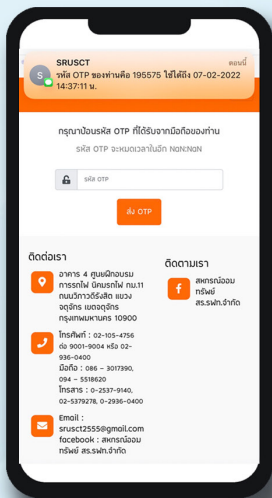 SRUSCT
ตอนนี้
รหัส OTP ของท่านคือ 195575 ใช้ได้ถึง 07-02-2022
14:37:11 น.
กรุณาป้อนรหัส OTP ที่ได้รับจากมือถือของท่าน
รหัส OTP จะหมดเวลาในอีก NaN:NaN
รหัส OTP
ส่ง OTP
ติดต่อเรา
อาคาร 4 ศูนย์ฝึกอบรม
การรถไฟ นิคมรถไฟ กม.11
ถนนวิภาวดีรังสิต แขวง
จตุจักร เขตจตุจักร
กรุงเทพมหานคร 10900
โทรศัพท์ : 02-105-4756
ต่อ 9001-9004 หรือ 02-
936-0400
มือถือ : 086 – 3017390,
094 – 5518620
โทรสาร : 0-2537-9140,
02-5379278, 0-2936-0400
Email :
srusct2555@gmail.com
facebook : สหกรณ์ออม
ทรัพย์ สร.รฟท.จำกัด
ติดตามเรา
สหกรณ์ออม
ทรัพย์
สร.รฟท.จำกัด